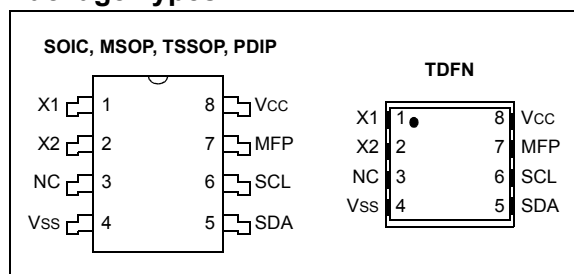 SOIC, MSOP, TSSOP, PDIP
X1 1 8 Vcc
X2 2 7 MFP
NC 3 6 SCL
Vss 4 5 SDA
TDFN
X1 1 8 Vcc
X2 2 7 MFP
NC 3 6 SCL
Vss 4 5 SDA